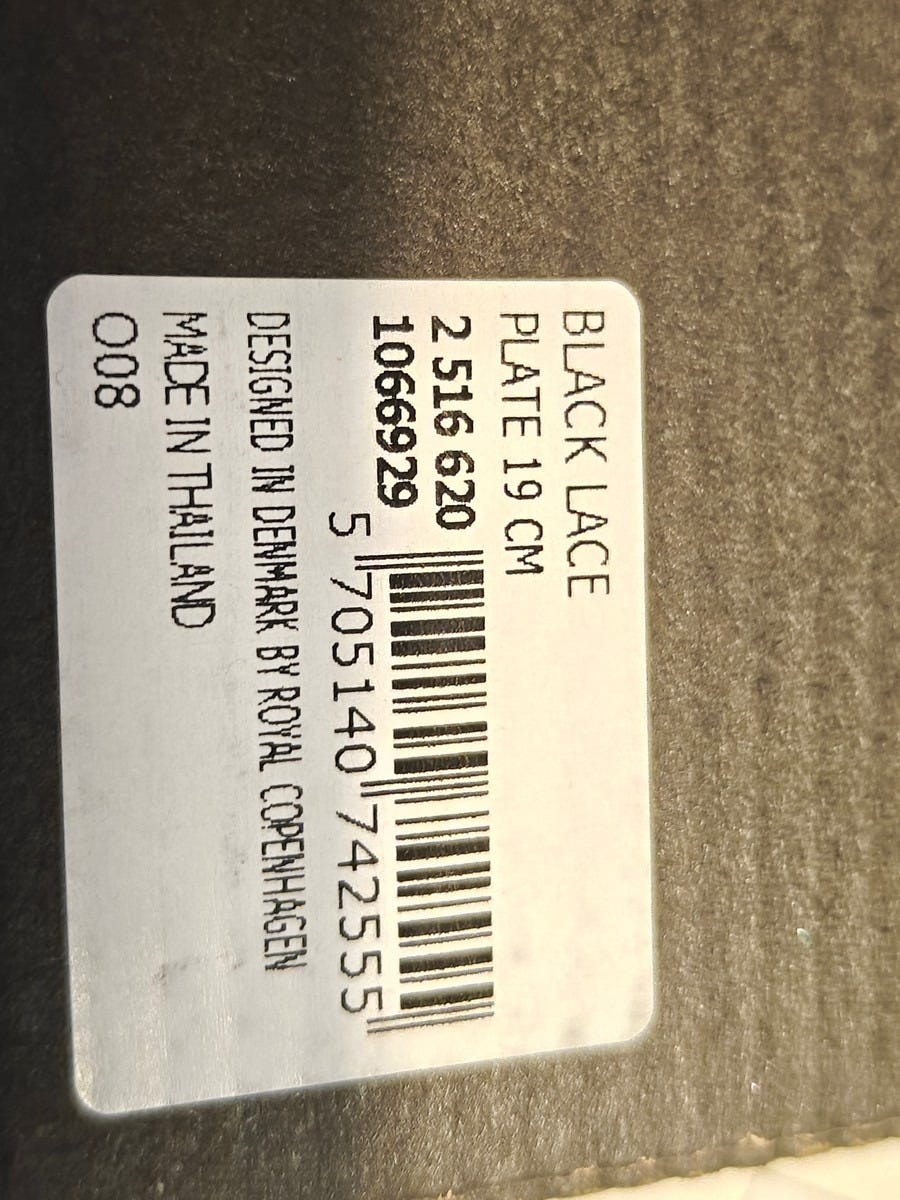 BLACK LACE
PLATE 19 CM
2 516 620
1066929
5 705140 742555
DESIGNED IN DENMARK BY ROYAL COPENHAGEN
MADE IN THAILAND
O08